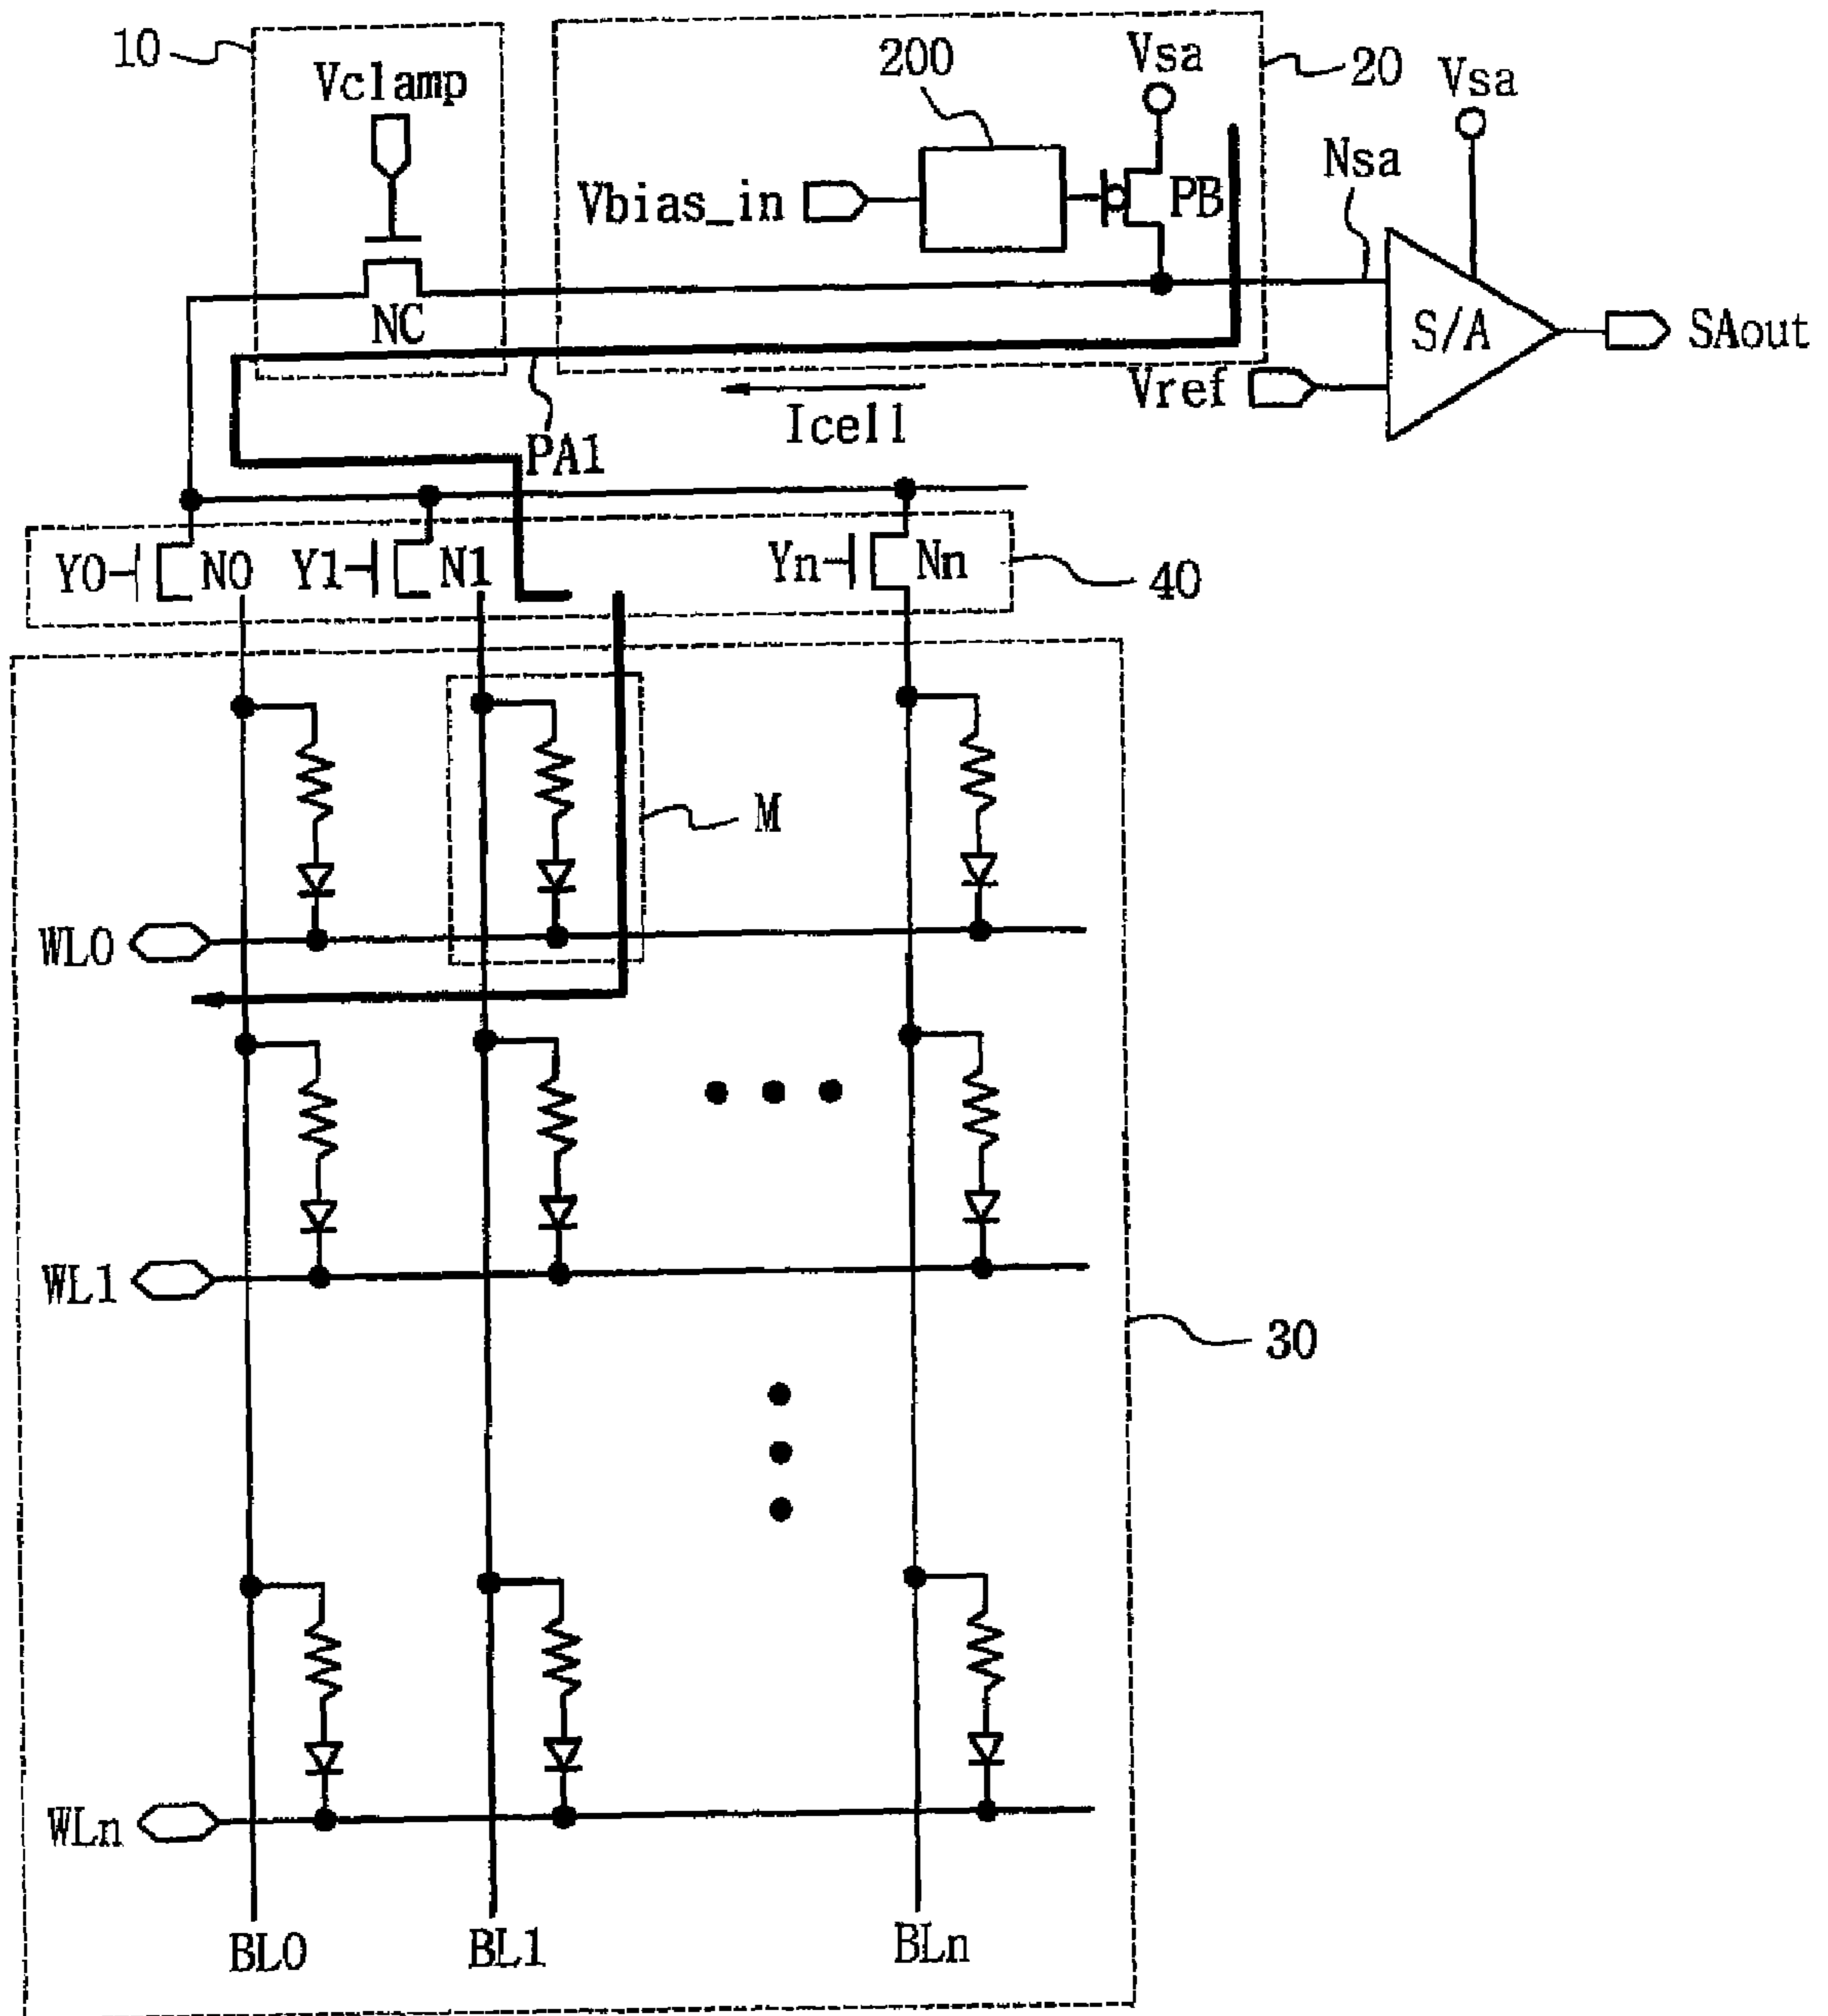 10
Vclamp
200
Vsa
20
Vsa
Vbias_in
PB
Nsa
NC
S/A
SAout
Vref
Icell
PA1
Y0
N0
Y1
N1
Yn
Nn
40
M
WL0
WL1
30
WLn
BL0
BL1
BLn